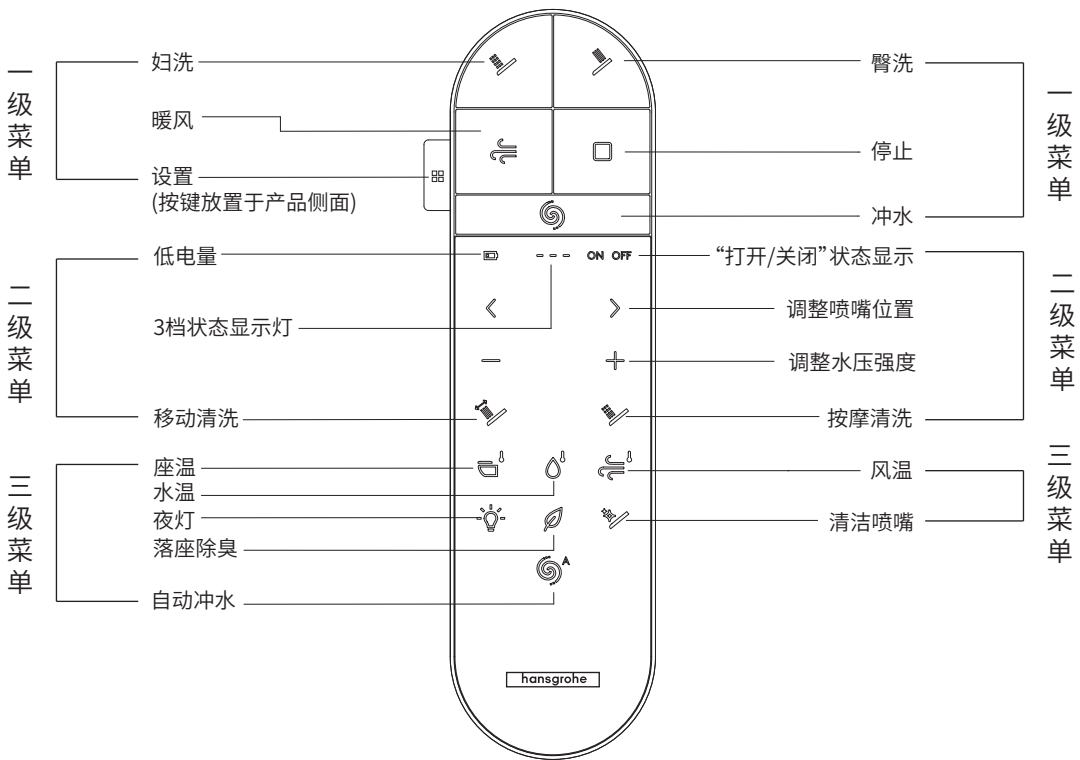 一级菜单
妇洗
暖风
设置
(按键放置于产品侧面)
二级菜单
低电量
3档状态显示灯
移动清洗
三级菜单
座温
水温
夜灯
落座除臭
自动冲水
ON OFF
A
hansgrohe
一级菜单
臀洗
停止
冲水
二级菜单
“打开/关闭”状态显示
调整喷嘴位置
调整水压强度
按摩清洗
三级菜单
风温
清洁喷嘴